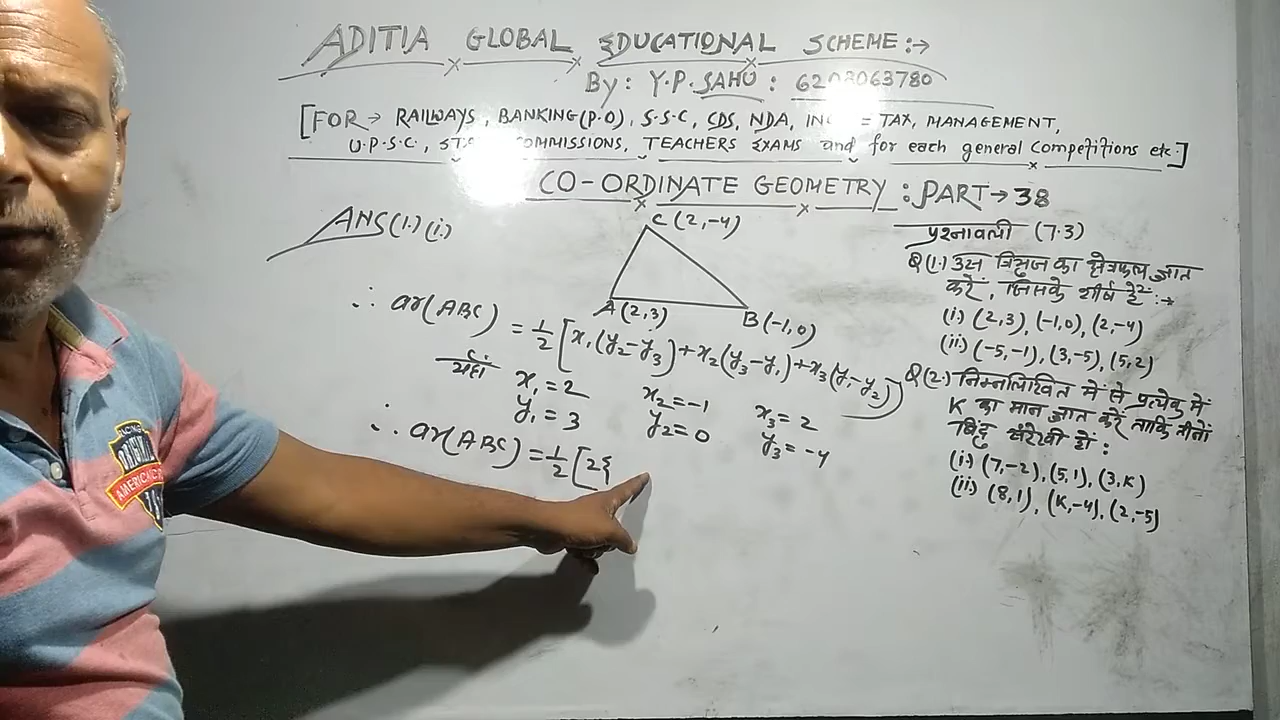 ADITIA GLOBAL EDUCATIONAL SCHEME:→
By: Y.P. SAHU: 6203063780
[FOR → RAILWAYS, BANKING(P.O), S.S.C, CDS, NDA, = TAX, MANAGEMENT,
U.P.S.C., TEACHERS EXAMS and for each general competitions etc.]
CO-ORDINATE GEOMETRY: PART → 38
ANS(1.)(i.)
C(2,-4)
A(2,3)
B(-1,0)
∴ ar(ABC) = 1/2 [x₁(y₂-y₃)+x₂(y₃-y₁)+x₃(y₁-y₂)]
यहाँ x₁=2 x₂=-1 x₃=2
y₁=3 y₂=0 y₃=-4
∴ ar(ABC) = 1/2 [2{
प्रश्नावली (7.3)
Q(1.) उस त्रिभुज का क्षेत्रफल ज्ञात
करें, जिसके शीर्ष हैं:→
(i) (2,3), (-1,0), (2,-4)
(ii) (-5,-1), (3,-5), (5,2)
Q(2.) निम्नलिखित में से प्रत्येक में
K का मान ज्ञात करें ताकि तीनों
बिंदु संरेखी हों:
(i) (7,-2), (5,1), (3,K)
(ii) (8,1), (K,-4), (2,-5)
ORIGINAL
AMERICAN